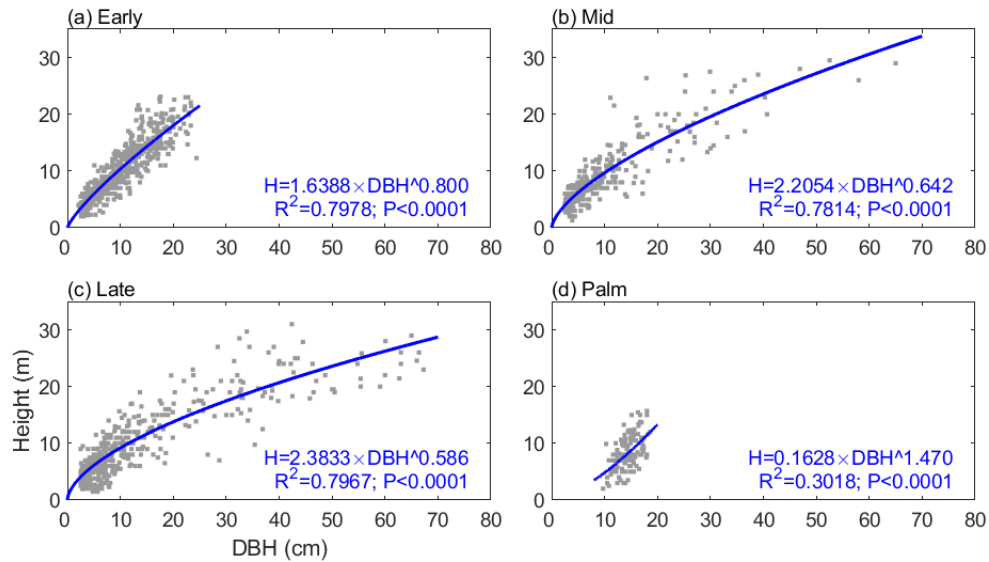 (a) Early
30
20
10
0
H=1.6388×DBH^0.800
R²=0.7978; P<0.0001
0 10 20 30 40 50 60 70 80
(b) Mid
30
20
10
0
H=2.2054×DBH^0.642
R²=0.7814; P<0.0001
0 10 20 30 40 50 60 70 80
(c) Late
Height (m)
30
20
10
0
H=2.3833×DBH^0.586
R²=0.7967; P<0.0001
0 10 20 30 40 50 60 70 80
DBH (cm)
(d) Palm
30
20
10
0
H=0.1628×DBH^1.470
R²=0.3018; P<0.0001
0 10 20 30 40 50 60 70 80